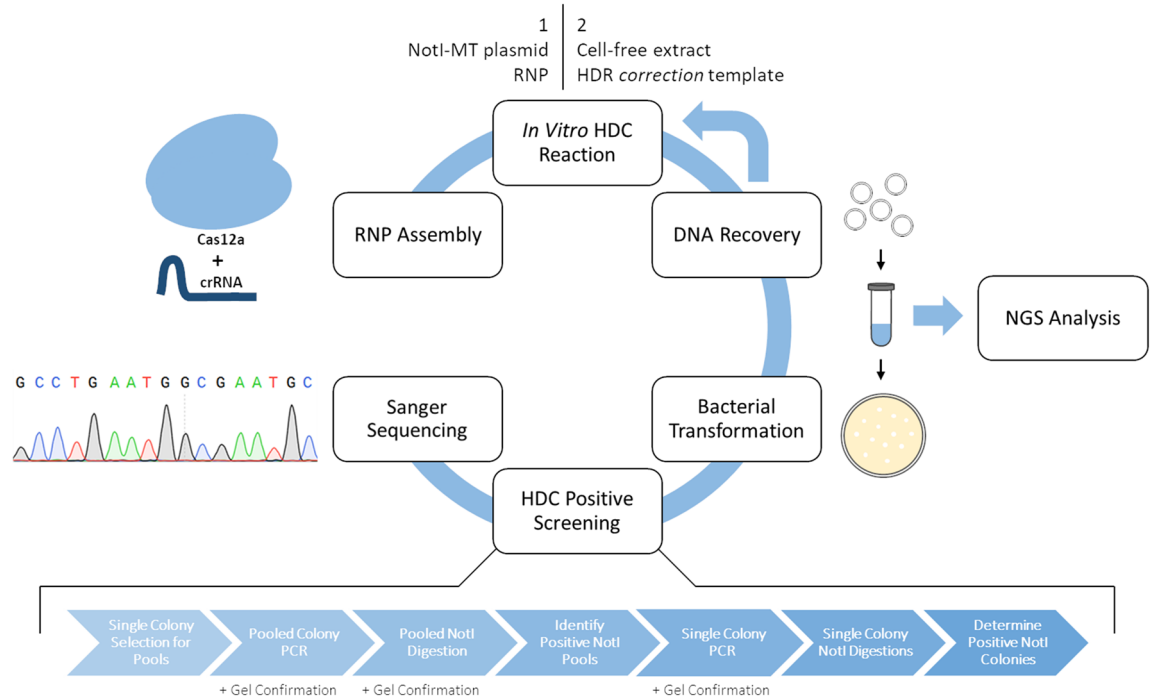 1
NotI-MT plasmid
RNP
2
Cell-free extract
HDR correction template
In Vitro HDC
Reaction
RNP Assembly
DNA Recovery
Cas12a
+
crRNA
NGS Analysis
G C C T G A A T G G C G A A T G C
Sanger
Sequencing
Bacterial
Transformation
HDC Positive
Screening
Single Colony
Selection for
Pools
Pooled Colony
PCR
Pooled NotI
Digestion
Identify
Positive NotI
Pools
Single Colony
PCR
Single Colony
NotI Digestions
Determine
Positive NotI
Colonies
+ Gel Confirmation
+ Gel Confirmation
+ Gel Confirmation